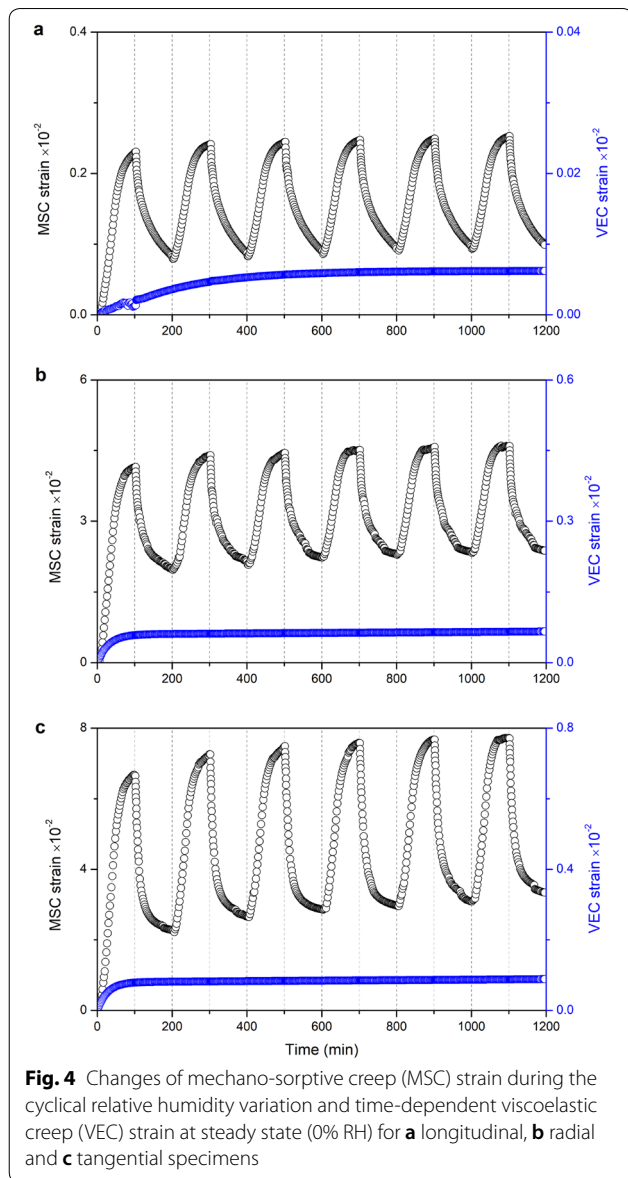 a
0.4
0.2
0.0
MSC strain ×10⁻²
0.04
0.02
0.00
VEC strain ×10⁻²
0 200 400 600 800 1000 1200
b
6
3
0
MSC strain ×10⁻²
0.6
0.3
0.0
VEC strain ×10⁻²
0 200 400 600 800 1000 1200
c
8
4
0
MSC strain ×10⁻²
0.8
0.4
0.0
VEC strain ×10⁻²
0 200 400 600 800 1000 1200
Time (min)
Fig. 4 Changes of mechano-sorptive creep (MSC) strain during the
cyclical relative humidity variation and time-dependent viscoelastic
creep (VEC) strain at steady state (0% RH) for a longitudinal, b radial
and c tangential specimens